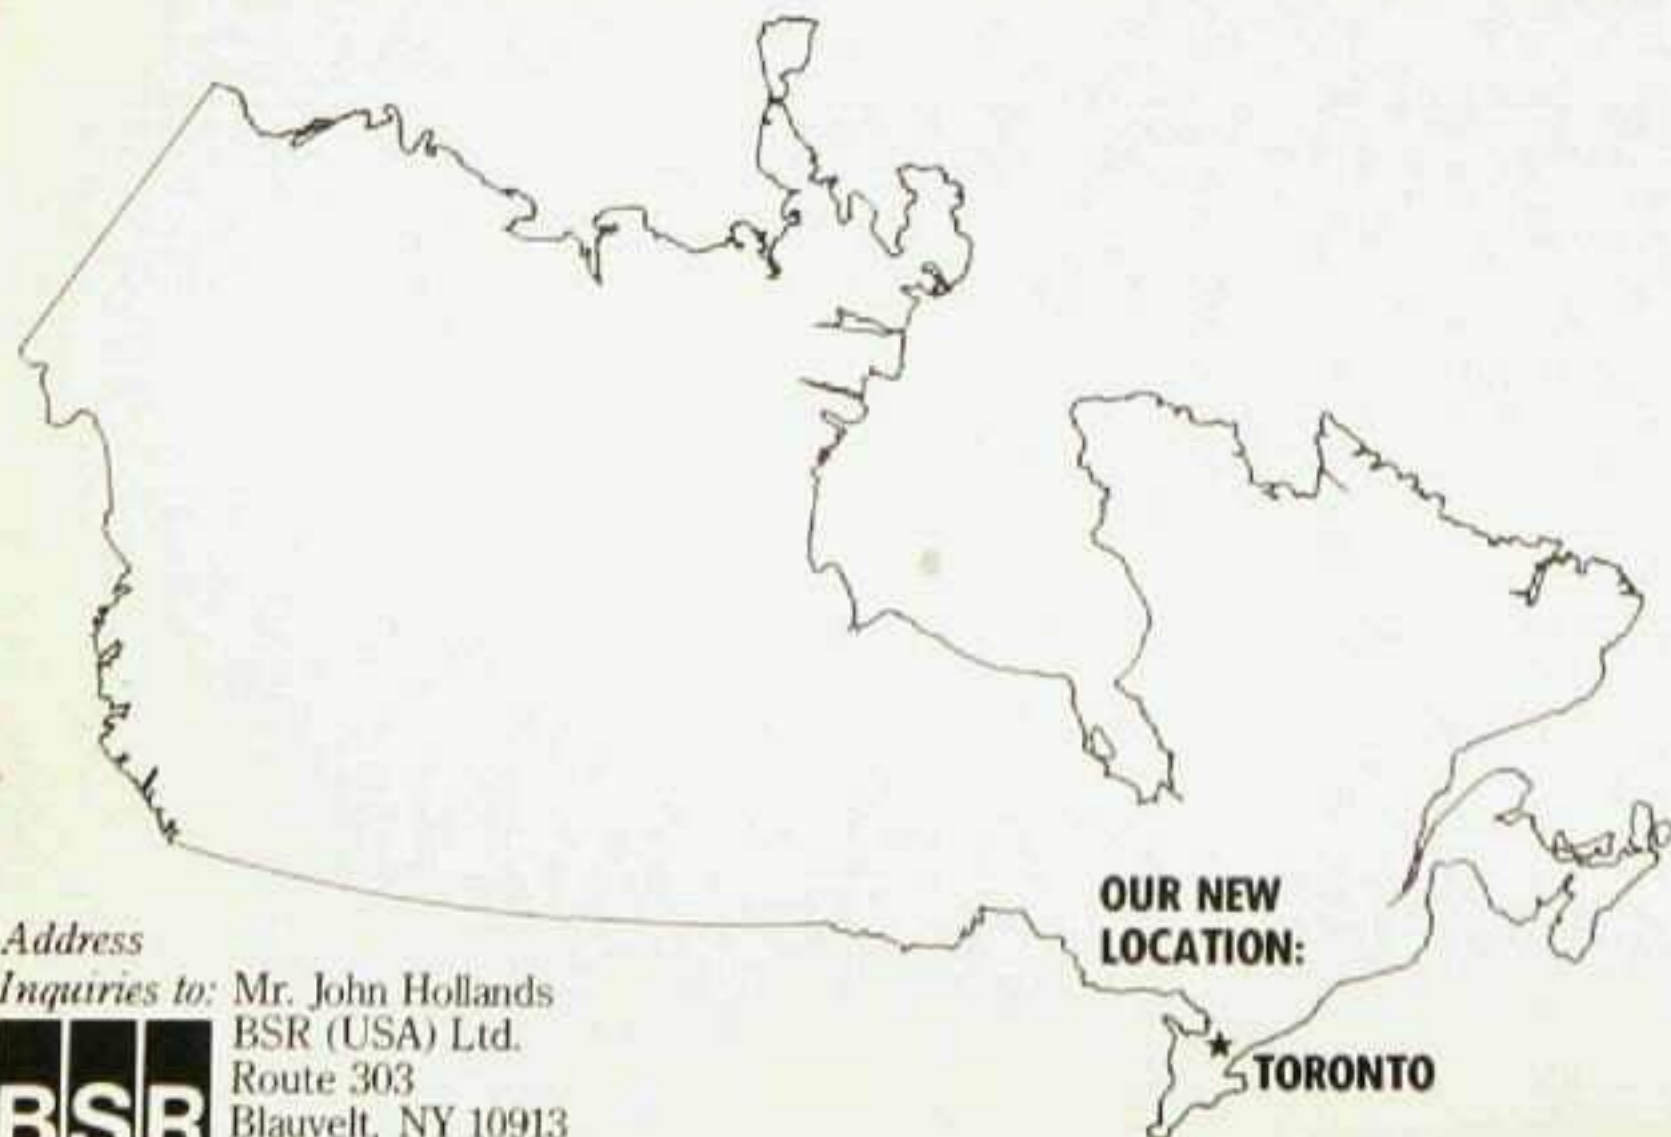 OUR NEW
LOCATION:
TORONTO
Address
Inquiries to: Mr. John Hollands
BSR (USA) Ltd.
Route 303
Blauvelt, NY 10913
BSR